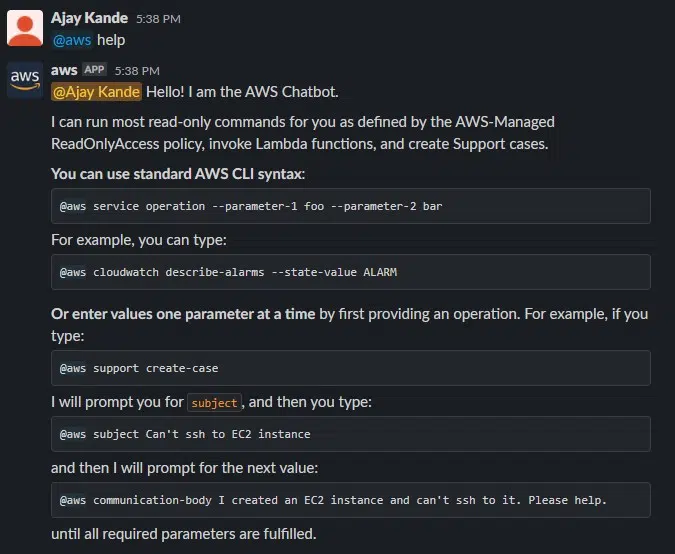 Ajay Kande 5:38 PM
@aws help
aws
aws APP 5:38 PM
@Ajay Kande Hello! I am the AWS Chatbot.
I can run most read-only commands for you as defined by the AWS-Managed
ReadOnlyAccess policy, invoke Lambda functions, and create Support cases.
You can use standard AWS CLI syntax:
@aws service operation --parameter-1 foo --parameter-2 bar
For example, you can type:
@aws cloudwatch describe-alarms --state-value ALARM
Or enter values one parameter at a time by first providing an operation. For example, if you
type:
@aws support create-case
I will prompt you for subject, and then you type:
@aws subject Can't ssh to EC2 instance
and then I will prompt for the next value:
@aws communication-body I created an EC2 instance and can't ssh to it. Please help.
until all required parameters are fulfilled.